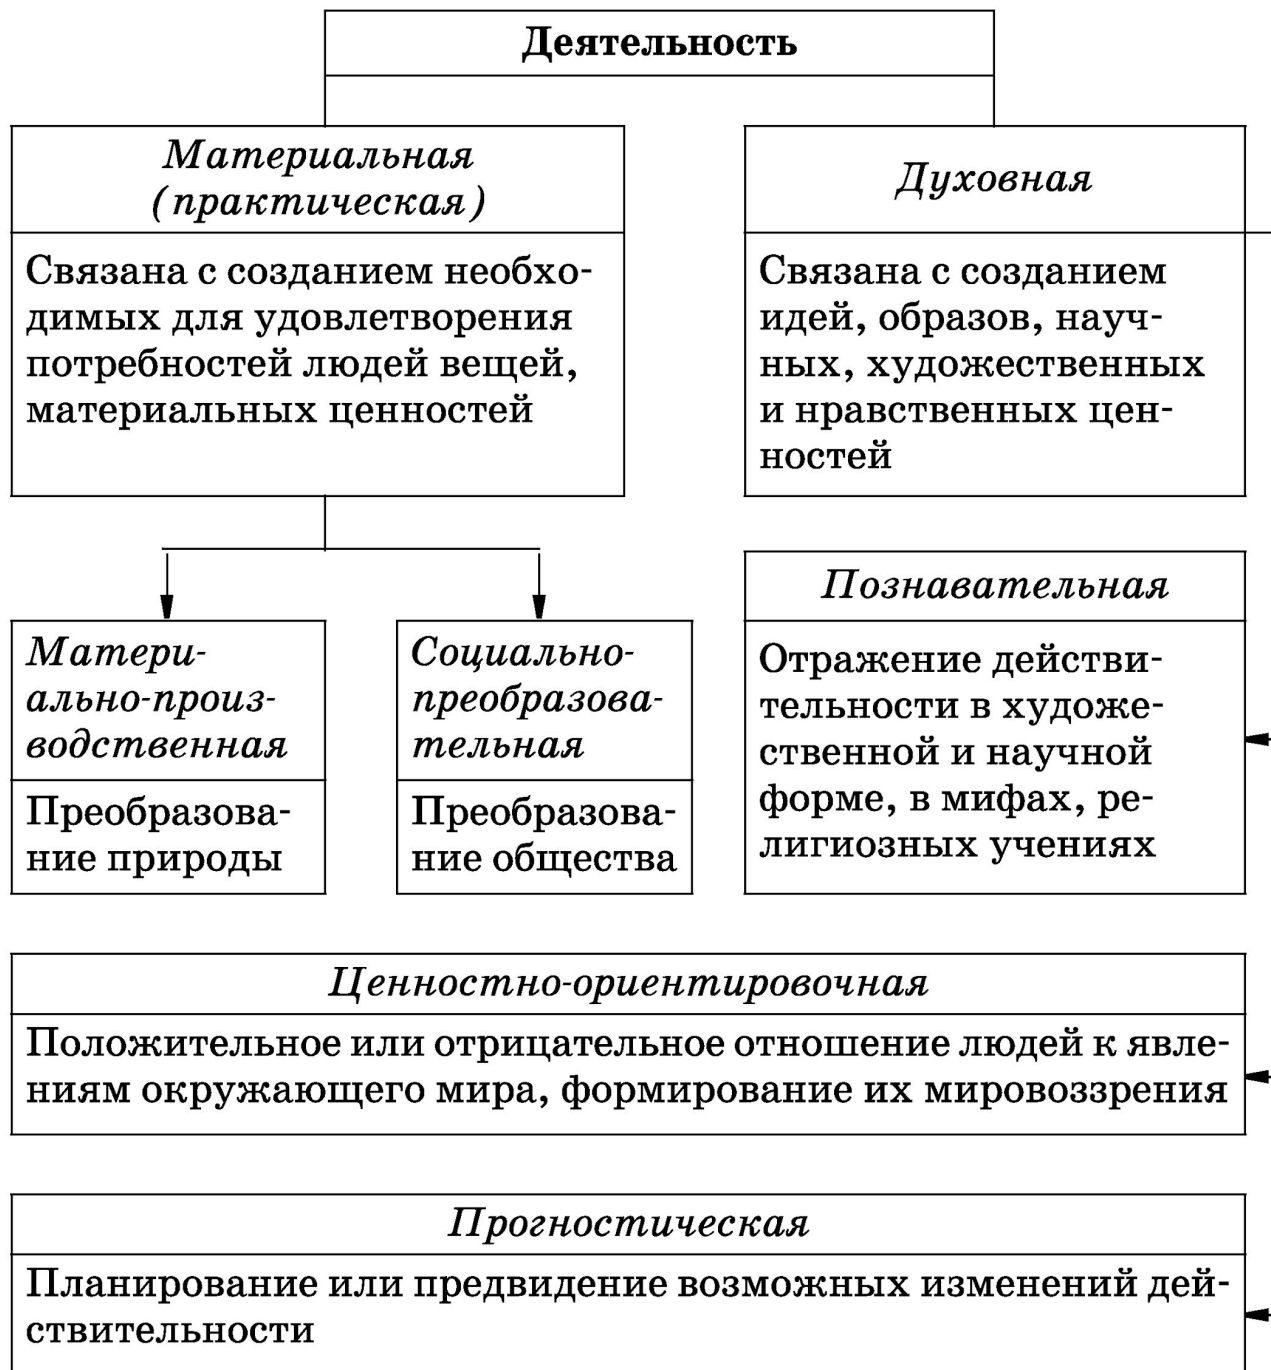 Деятельность
Материальная
(практическая)
Связана с созданием необхо-
димых для удовлетворения
потребностей людей вещей,
материальных ценностей
Духовная
Связана с созданием
идей, образов, науч-
ных, художественных
и нравственных цен-
ностей
Матери-
ально-произ-
водственная
Преобразова-
ние природы
Социально-
преобразова-
тельная
Преобразова-
ние общества
Познавательная
Отражение действи-
тельности в художе-
ственной и научной
форме, в мифах, ре-
лигиозных учениях
Ценностно-ориентировочная
Положительное или отрицательное отношение людей к явле-
ниям окружающего мира, формирование их мировоззрения
Прогностическая
Планирование или предвидение возможных изменений дей-
ствительности